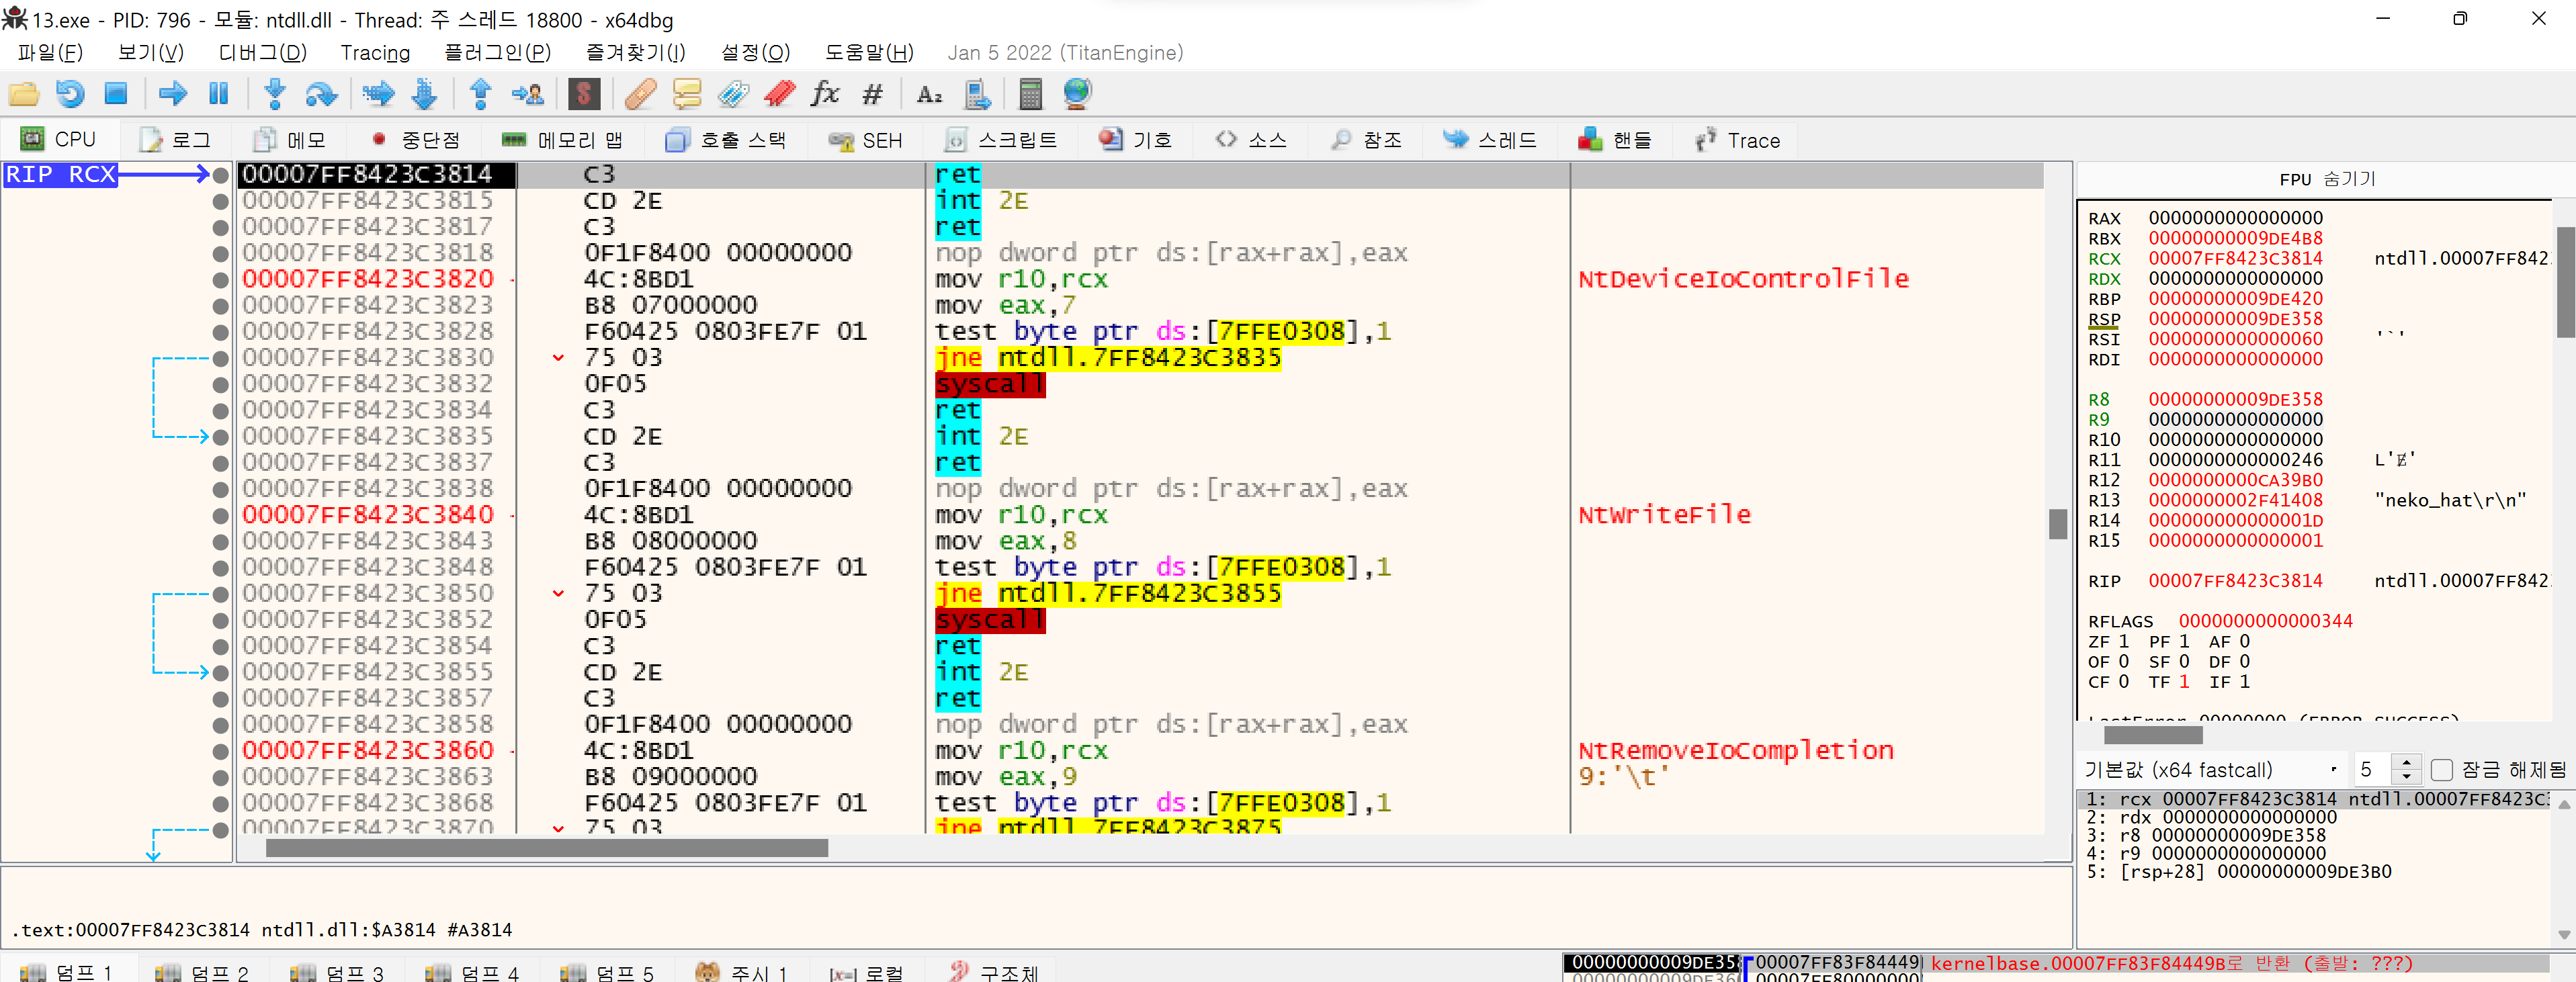 13.exe - PID: 796 - 모듈: ntdll.dll - Thread: 주 스레드 18800 - x64dbg
파일(F) 보기(V) 디버그(D) Tracing 플러그인(P) 즐겨찾기(I) 설정(O) 도움말(H) Jan 5 2022 (TitanEngine)
CPU 로그 메모 중단점 메모리 맵 호출 스택 SEH 스크립트 기호 소스 참조 스레드 핸들 Trace
RIP RCX 00007FF8423C3814 C3 ret
00007FF8423C3815 CD 2E int 2E
00007FF8423C3817 C3 ret
00007FF8423C3818 0F1F8400 00000000 nop dword ptr ds:[rax+rax],eax
00007FF8423C3820 4C:8BD1 mov r10,rcx NtDeviceIoControlFile
00007FF8423C3823 B8 07000000 mov eax,7
00007FF8423C3828 F60425 0803FE7F 01 test byte ptr ds:[7FFE0308],1
00007FF8423C3830 75 03 jne ntdll.7FF8423C3835
00007FF8423C3832 0F05 syscall
00007FF8423C3834 C3 ret
00007FF8423C3835 CD 2E int 2E
00007FF8423C3837 C3 ret
00007FF8423C3838 0F1F8400 00000000 nop dword ptr ds:[rax+rax],eax
00007FF8423C3840 4C:8BD1 mov r10,rcx NtWriteFile
00007FF8423C3843 B8 08000000 mov eax,8
00007FF8423C3848 F60425 0803FE7F 01 test byte ptr ds:[7FFE0308],1
00007FF8423C3850 75 03 jne ntdll.7FF8423C3855
00007FF8423C3852 0F05 syscall
00007FF8423C3854 C3 ret
00007FF8423C3855 CD 2E int 2E
00007FF8423C3857 C3 ret
00007FF8423C3858 0F1F8400 00000000 nop dword ptr ds:[rax+rax],eax
00007FF8423C3860 4C:8BD1 mov r10,rcx NtRemoveIoCompletion
00007FF8423C3863 B8 09000000 mov eax,9 9:'\t'
00007FF8423C3868 F60425 0803FE7F 01 test byte ptr ds:[7FFE0308],1
00007FF8423C3870 75 03 jne ntdll.7FF8423C3875
FPU 숨기기
RAX 0000000000000000
RBX 00000000009DE4B8
RCX 00007FF8423C3814 ntdll.00007FF842
RDX 0000000000000000
RBP 00000000009DE420
RSP 00000000009DE358
RSI 0000000000000060 '`'
RDI 0000000000000000
R8 00000000009DE358
R9 0000000000000000
R10 0000000000000000
R11 0000000000000246 L'Ɇ'
R12 0000000000CA39B0
R13 0000000002F41408 "neko_hat\r\n"
R14 000000000000001D
R15 0000000000000001
RIP 00007FF8423C3814 ntdll.00007FF842
RFLAGS 0000000000000344
ZF 1 PF 1 AF 0
OF 0 SF 0 DF 0
CF 0 TF 1 IF 1
LastError 00000000 (ERROR_SUCCESS)
기본값 (x64 fastcall) 5 잠금 해제됨
1: rcx 00007FF8423C3814 ntdll.00007FF8423C
2: rdx 0000000000000000
3: r8 00000000009DE358
4: r9 0000000000000000
5: [rsp+28] 00000000009DE3B0
.text:00007FF8423C3814 ntdll.dll:$A3814 #A3814
덤프 1 덤프 2 덤프 3 덤프 4 덤프 5 주시 1 [x=] 로컬 구조체
00000000009DE35 00007FF83F84449 kernelbase.00007FF83F84449B로 반환 (출발: ???)
00000000009DE36 00007FF80000000